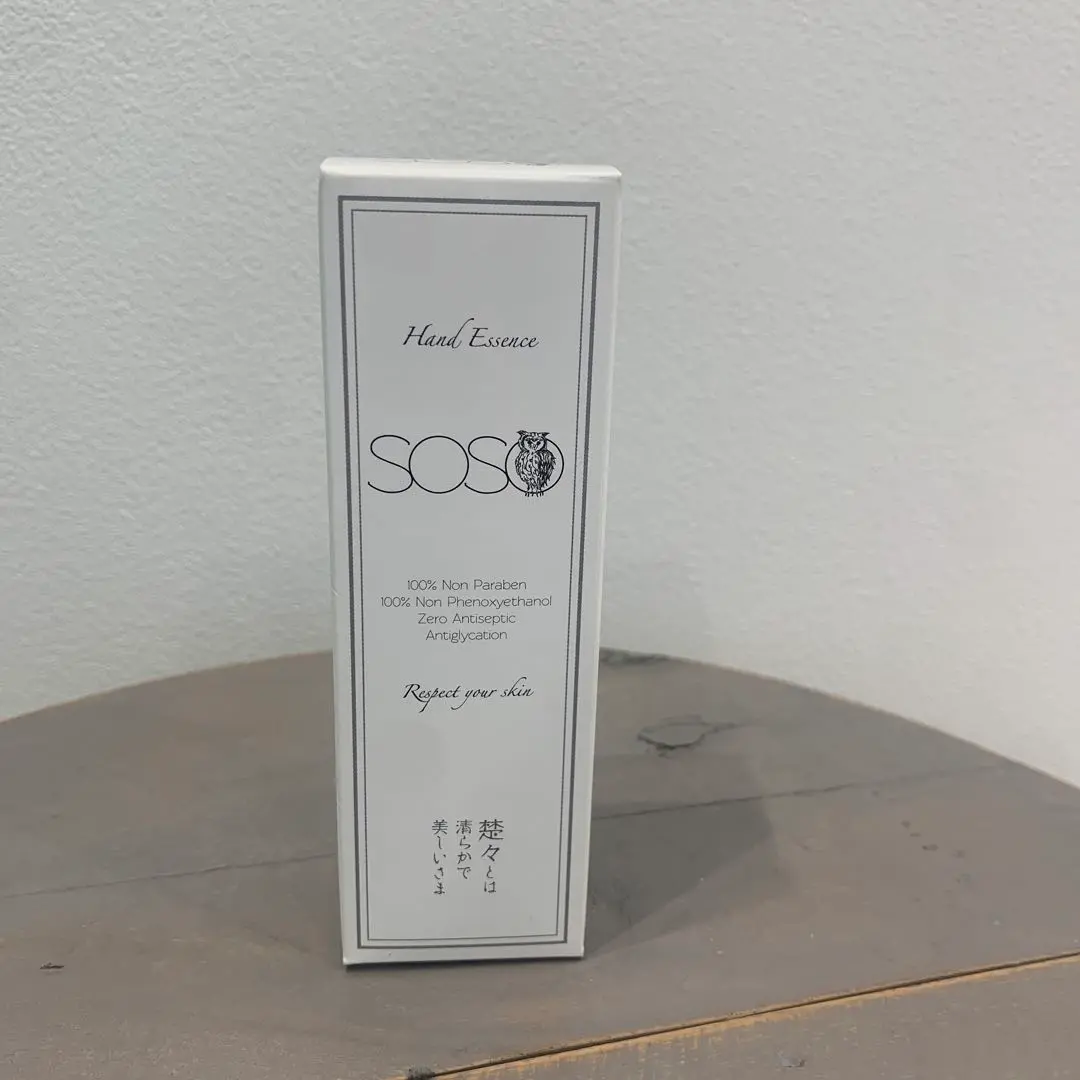 Hand Essence
SOSO
100% Non Paraben
100% Non Phenoxyethanol
Zero Antiseptic
Antiglycation
Respect your skin
楚々とは
清らかで
美しいさま